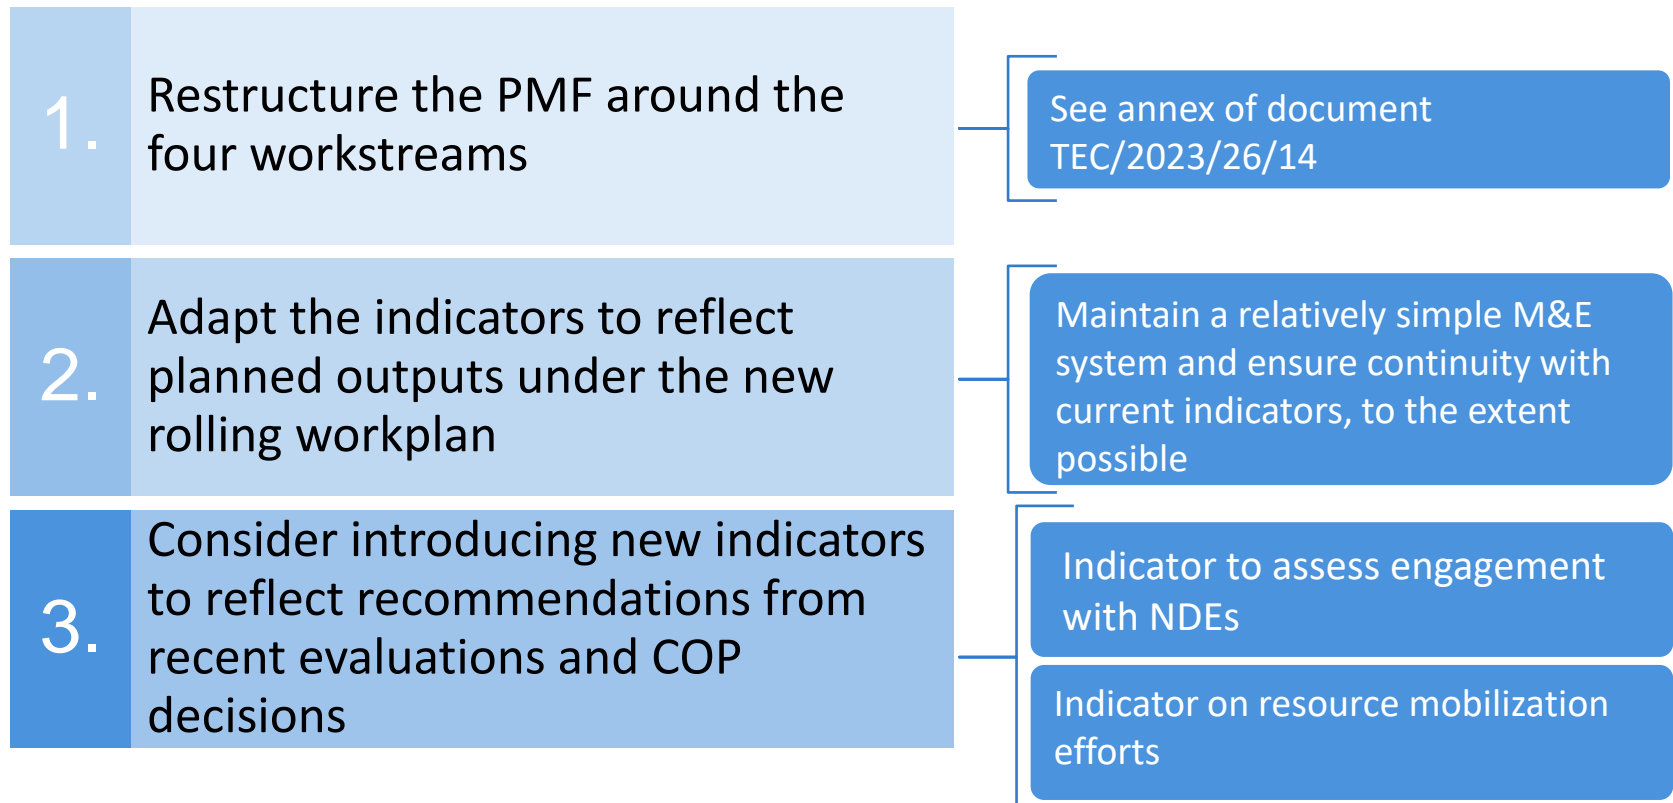 1.
Restructure the PMF around the
four workstreams
See annex of document
TEC/2023/26/14
2.
Adapt the indicators to reflect
planned outputs under the new
rolling workplan
Maintain a relatively simple M&E
system and ensure continuity with
current indicators, to the extent
possible
3.
Consider introducing new indicators
to reflect recommendations from
recent evaluations and COP
decisions
Indicator to assess engagement
with NDEs
Indicator on resource mobilization
efforts